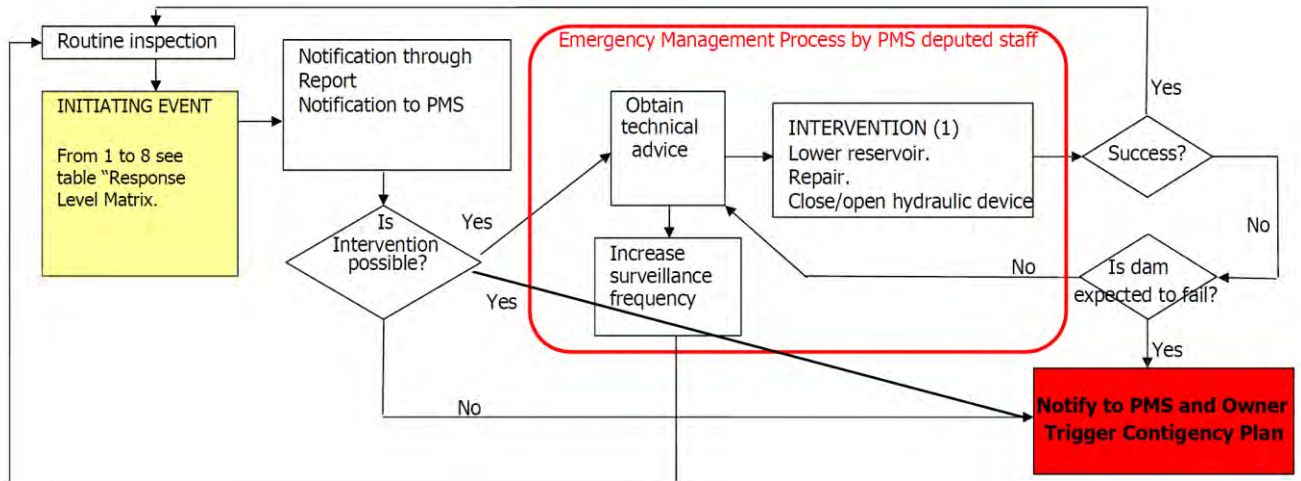 Routine inspection
INITIATING EVENT
From 1 to 8 see
table “Response
Level Matrix.
Notification through
Report
Notification to PMS
Is
Intervention
possible?
Yes
Yes
No
Emergency Management Process by PMS deputed staff
Obtain
technical
advice
Increase
surveillance
frequency
INTERVENTION (1)
Lower reservoir.
Repair.
Close/open hydraulic device
Yes
Success?
No
Is dam
expected to fail?
No
Yes
Notify to PMS and Owner
Trigger Contigency Plan